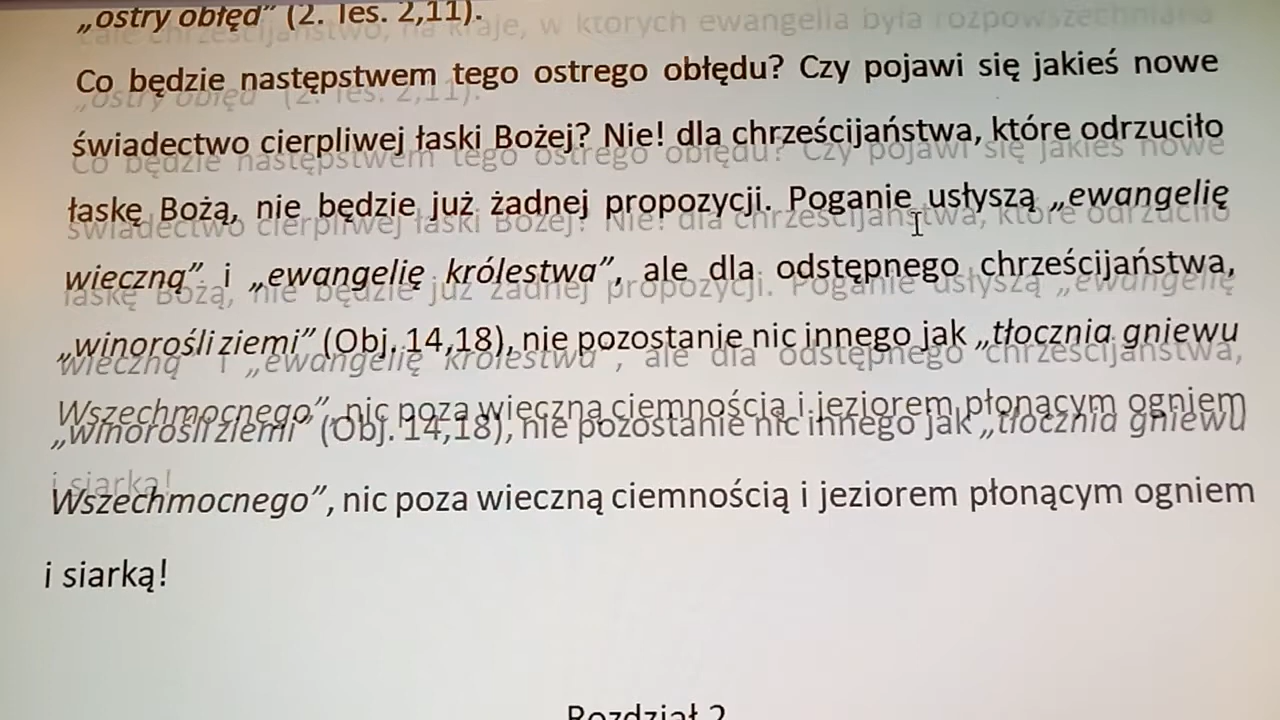 „ostry obłęd” (2. Tes. 2,11).
Co będzie następstwem tego ostrego obłędu? Czy pojawi się jakieś nowe
świadectwo cierpliwej łaski Bożej? Nie! dla chrześcijaństwa, które odrzuciło
łaskę Bożą, nie będzie już żadnej propozycji. Poganie usłyszą „ewangelię
wieczną” i „ewangelię królestwa”, ale dla odstępnego chrześcijaństwa,
„winorośli ziemi” (Obj. 14,18), nie pozostanie nic innego jak „tłocznia gniewu
Wszechmocnego”, nic poza wieczną ciemnością i jeziorem płonącym ogniem
i siarką!
Rozdział 2